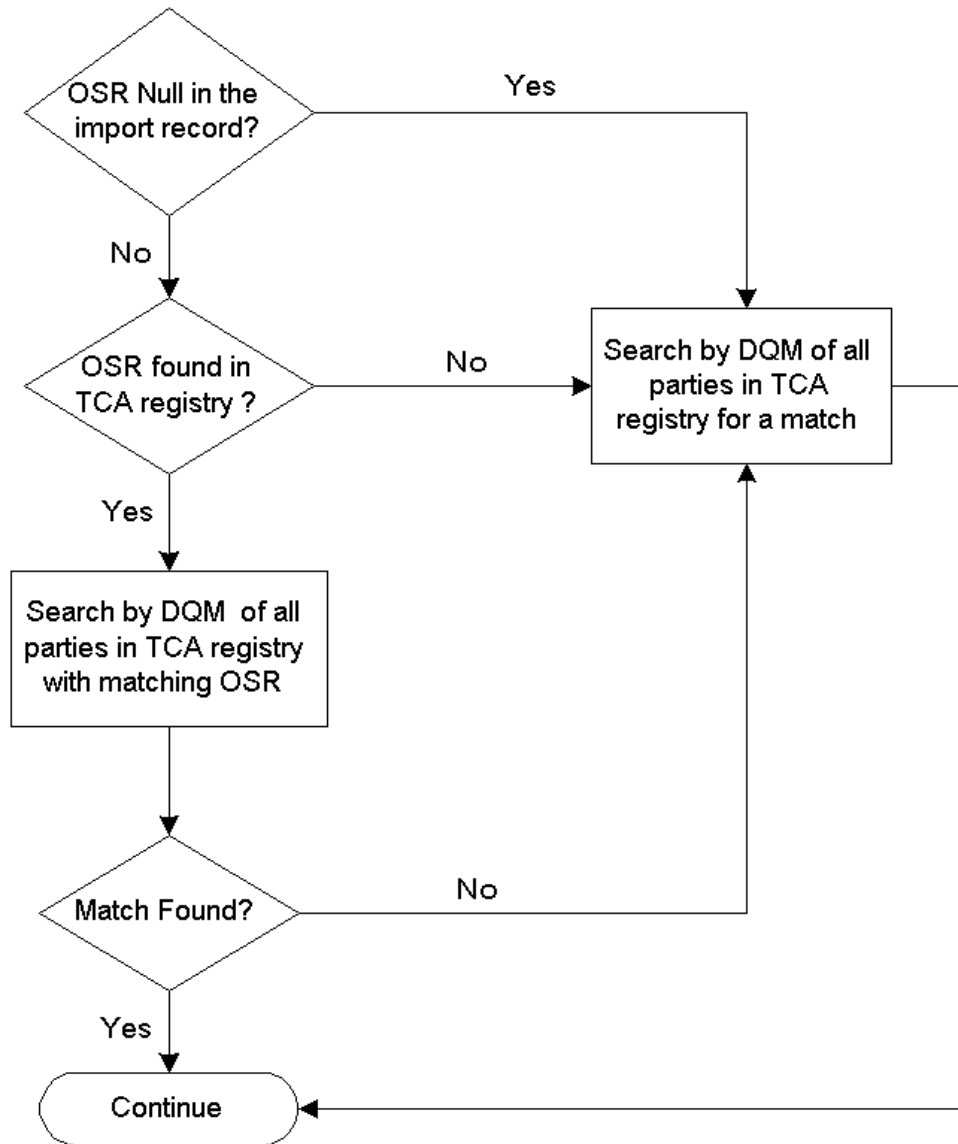 OSR Null in the
import record?
Yes
No
OSR found in
TCA registry ?
No
Search by DQM of all
parties in TCA
registry for a match
Yes
Search by DQM of all
parties in TCA registry
with matching OSR
Match Found?
No
Yes
Continue